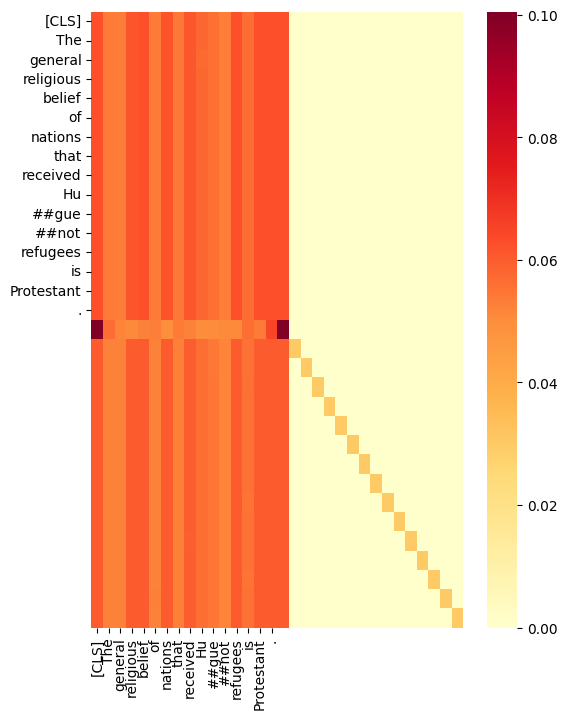 [CLS]
The
general
religious
belief
of
nations
that
received
Hu
##gue
##not
refugees
is
Protestant
.
0.10
0.08
0.06
0.04
0.02
0.00
[CLS]
The
general
religious
belief
of
nations
that
received
Hu
##gue
##not
refugees
is
Protestant
.